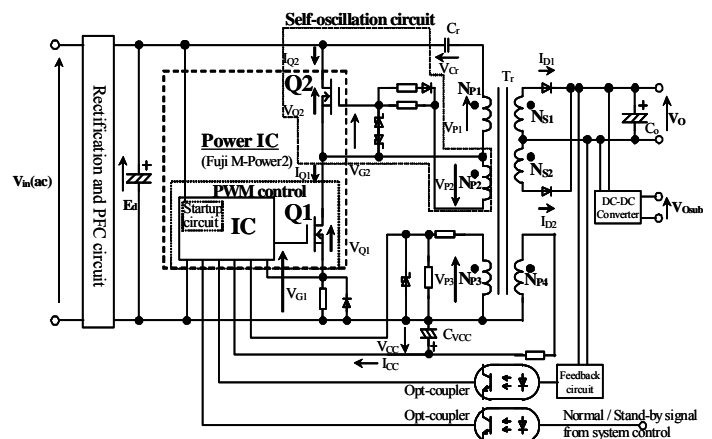 Self-oscillation circuit
Cr
Tr
ID1
IQ2
VCr
Q2
NP1
NS1
VQ2
VP1
Co
VO
Rectification and PFC circuit
Power IC
(Fuji M-Power2)
NS2
Vin(ac)
Ed
IQ1
VG2
VP2
NP2
PWM control
DC-DC
Converter
VOsub
Startup
circuit
IC
Q1
ID2
VQ1
VG1
VP3
NP3
NP4
VCC
CVCC
ICC
Feedback
circuit
Opt-coupler
Opt-coupler
Normal / Stand-by signal
from system control